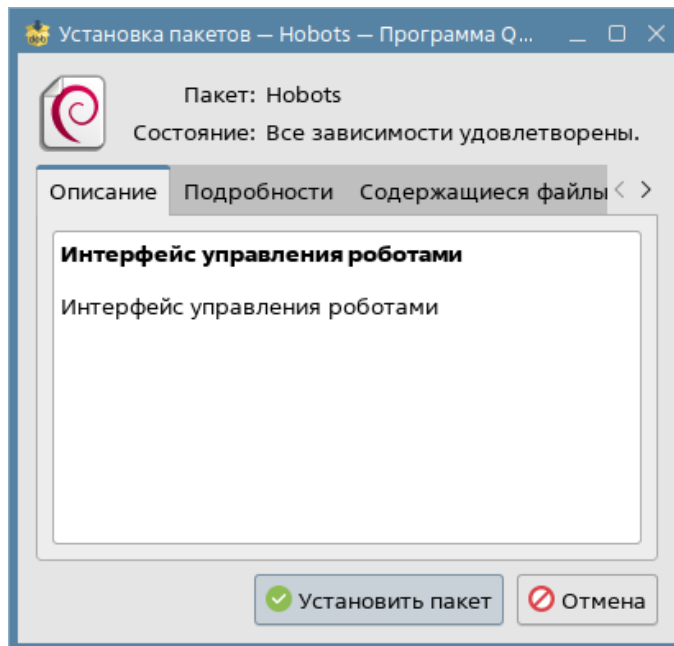 Установка пакетов — Hobots — Программа Q...
Пакет: Hobots
Состояние: Все зависимости удовлетворены.
Описание Подробности Содержащиеся файлы
Интерфейс управления роботами
Интерфейс управления роботами
Установить пакет Отмена